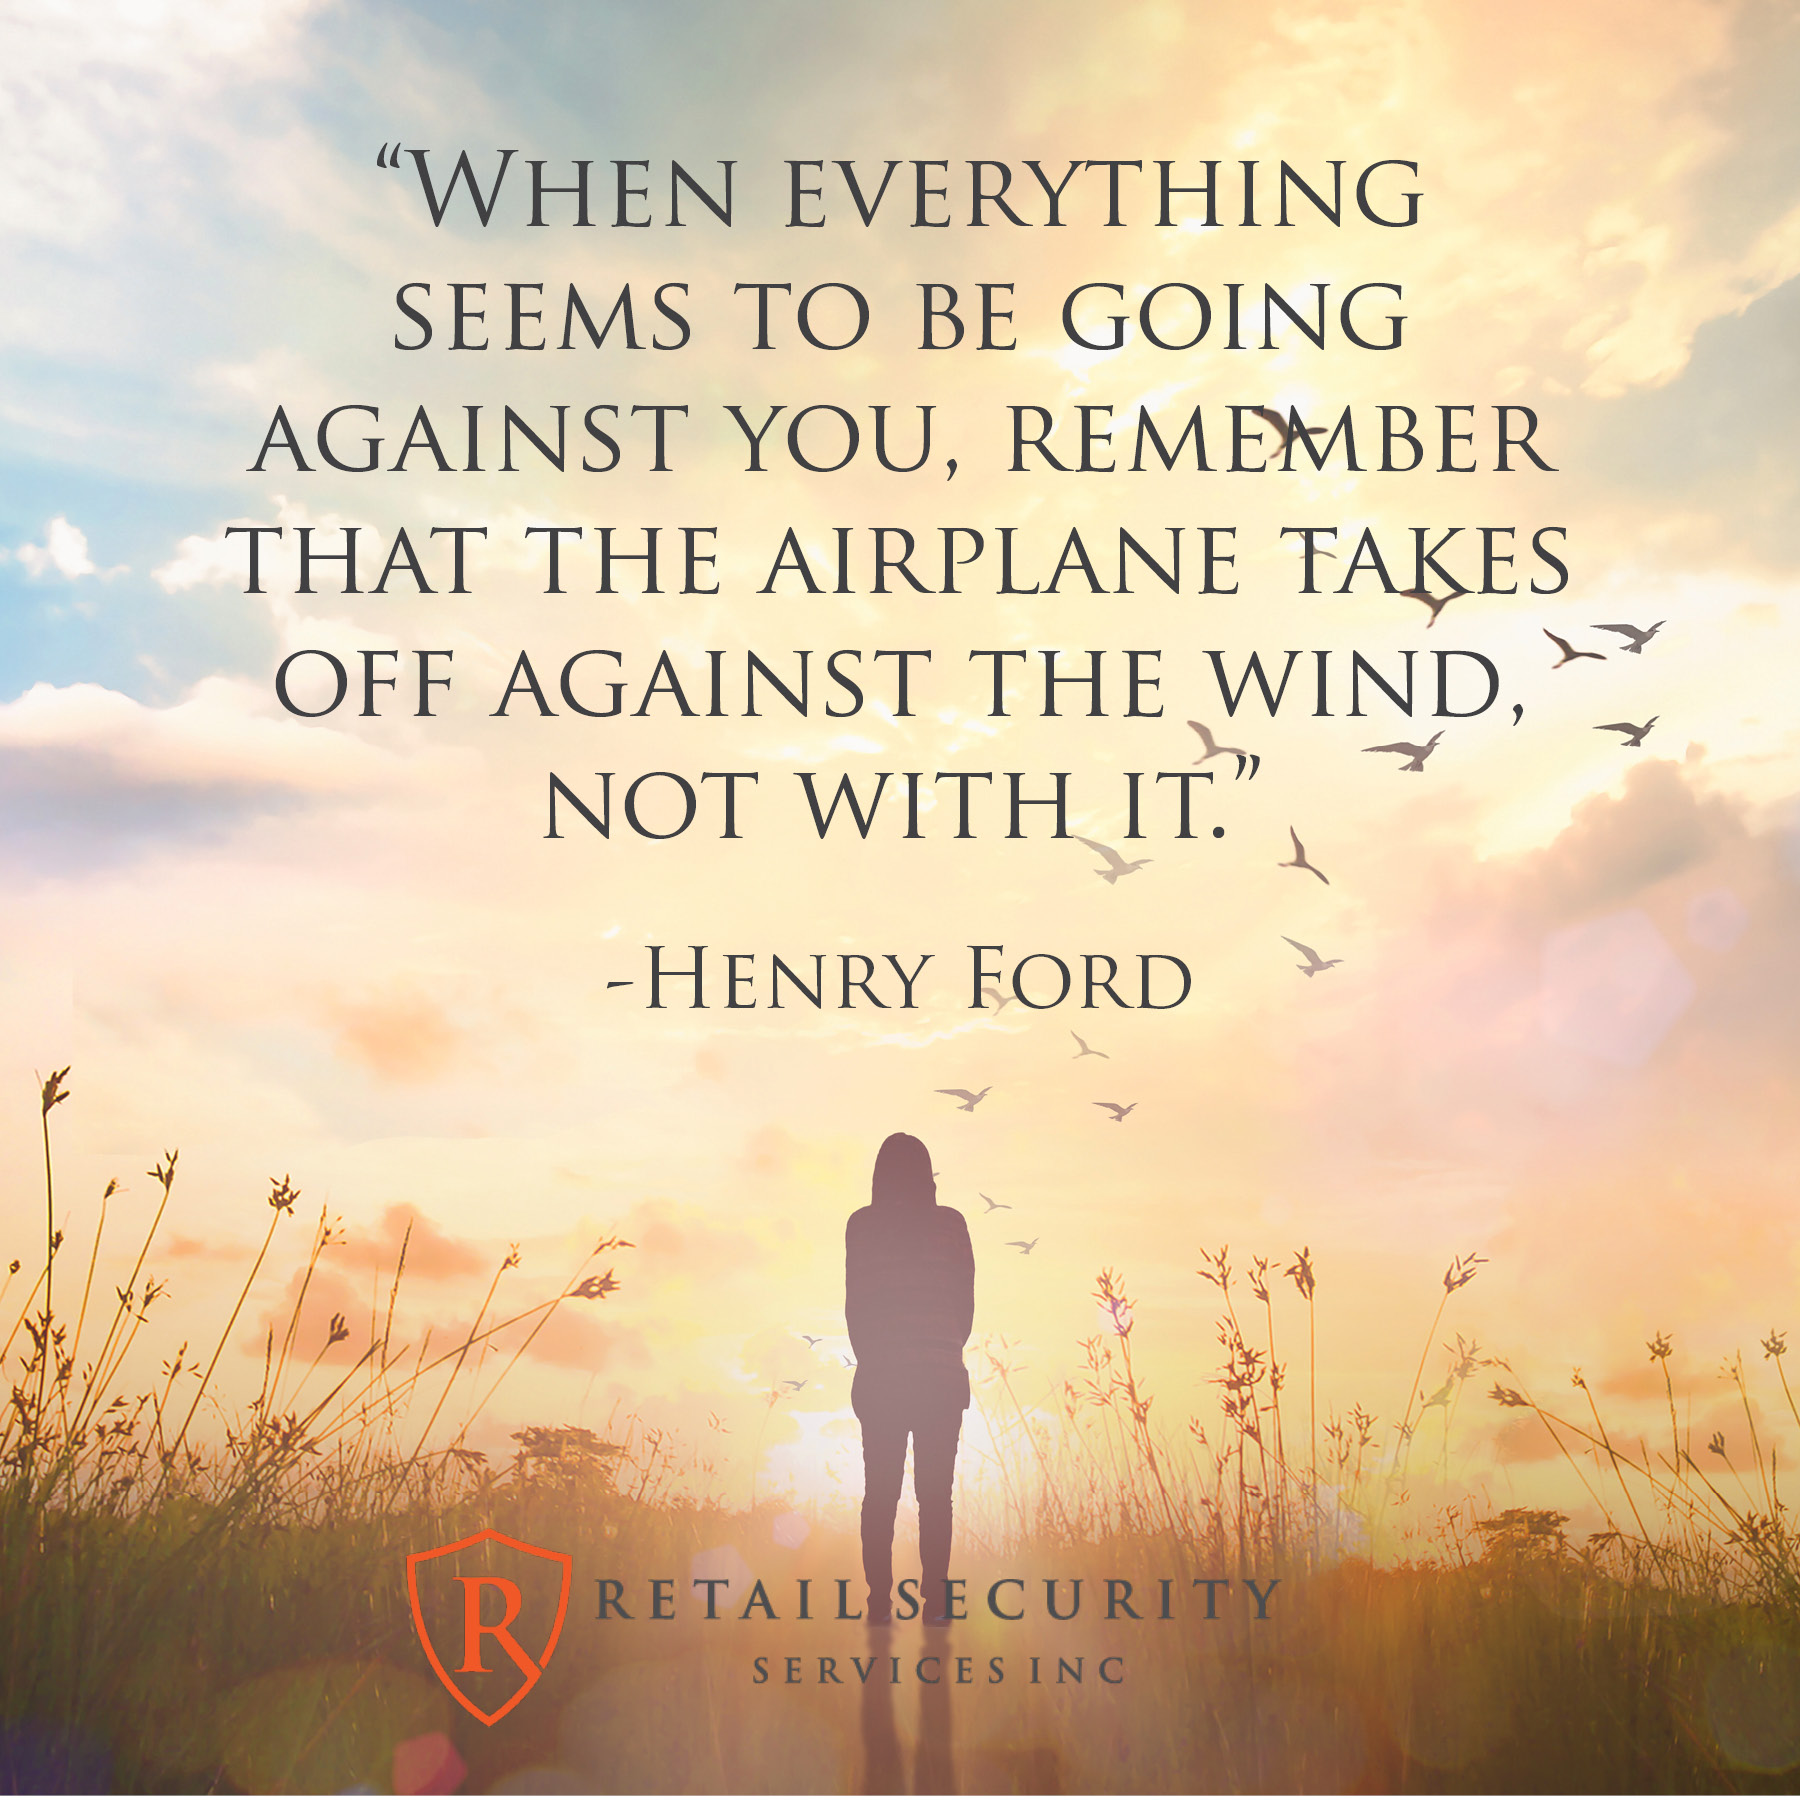 “When everything
seems to be going
against you, remember
that the airplane takes
off against the wind,
not with it.”
-Henry Ford
R RETAIL SECURITY
SERVICES INC